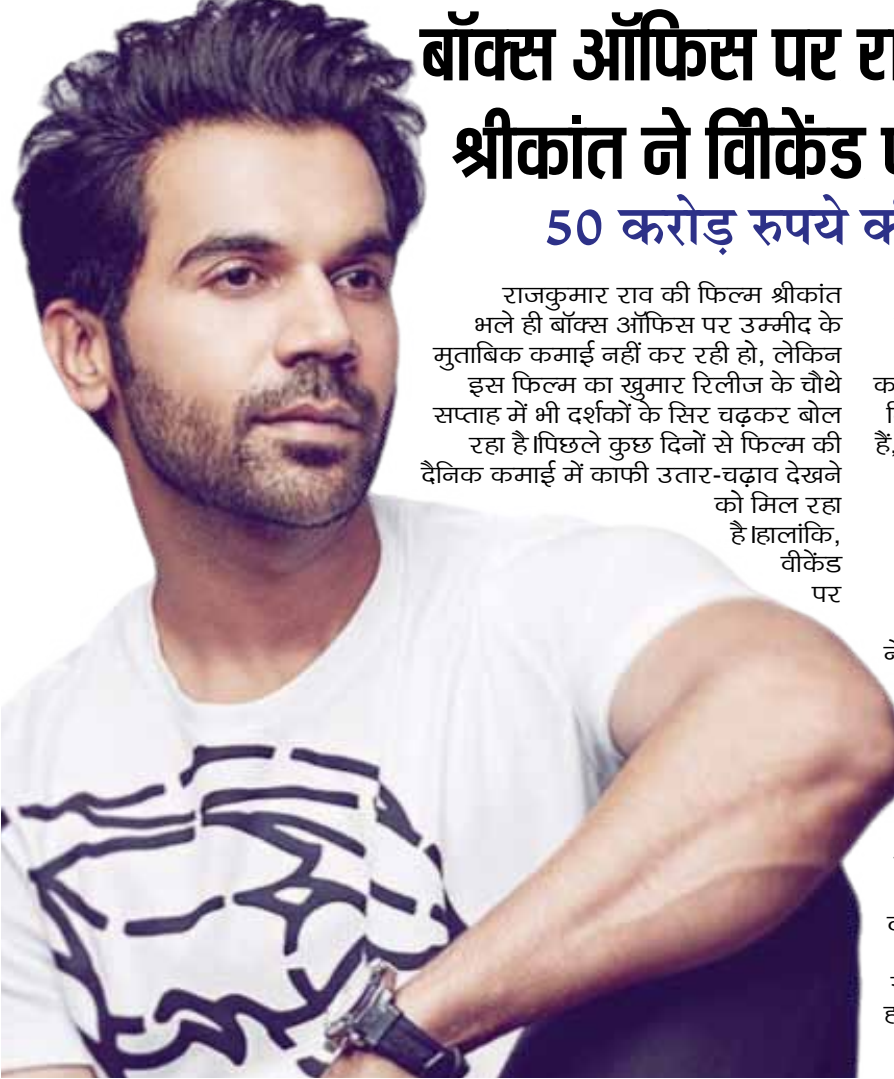 बॉक्स ऑफिस पर
श्रीकांत ने विीकेंड
50 करोड़ रुपये
राजकुमार राव की फिल्म श्रीकांत
भले ही बॉक्स ऑफिस पर उम्मीद के
मुताबिक कमाई नहीं कर रही हो, लेकिन
इस फिल्म का खुमार रिलीज के चौथे
सप्ताह में भी दर्शकों के सिर चढ़कर बोल
रहा है।पिछले कुछ दिनों से फिल्म की
दैनिक कमाई में काफी उतार-चढ़ाव देखने
को मिल रहा
है।हालांकि,
वीकेंड
पर